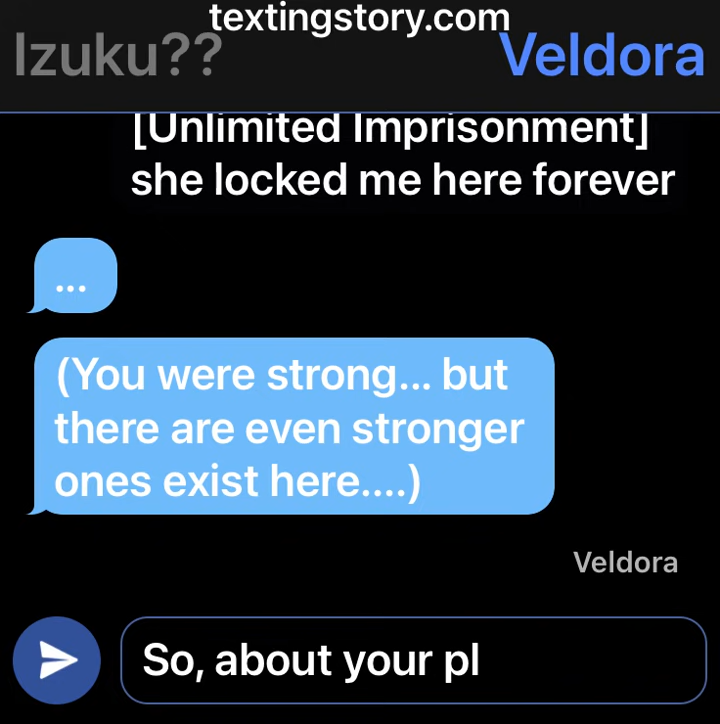 textingstory.com
Izuku??
Veldora
[Unlimited Imprisonment]
she locked me here forever
...
(You were strong... but
there are even stronger
ones exist here....)
Veldora
So, about your pl